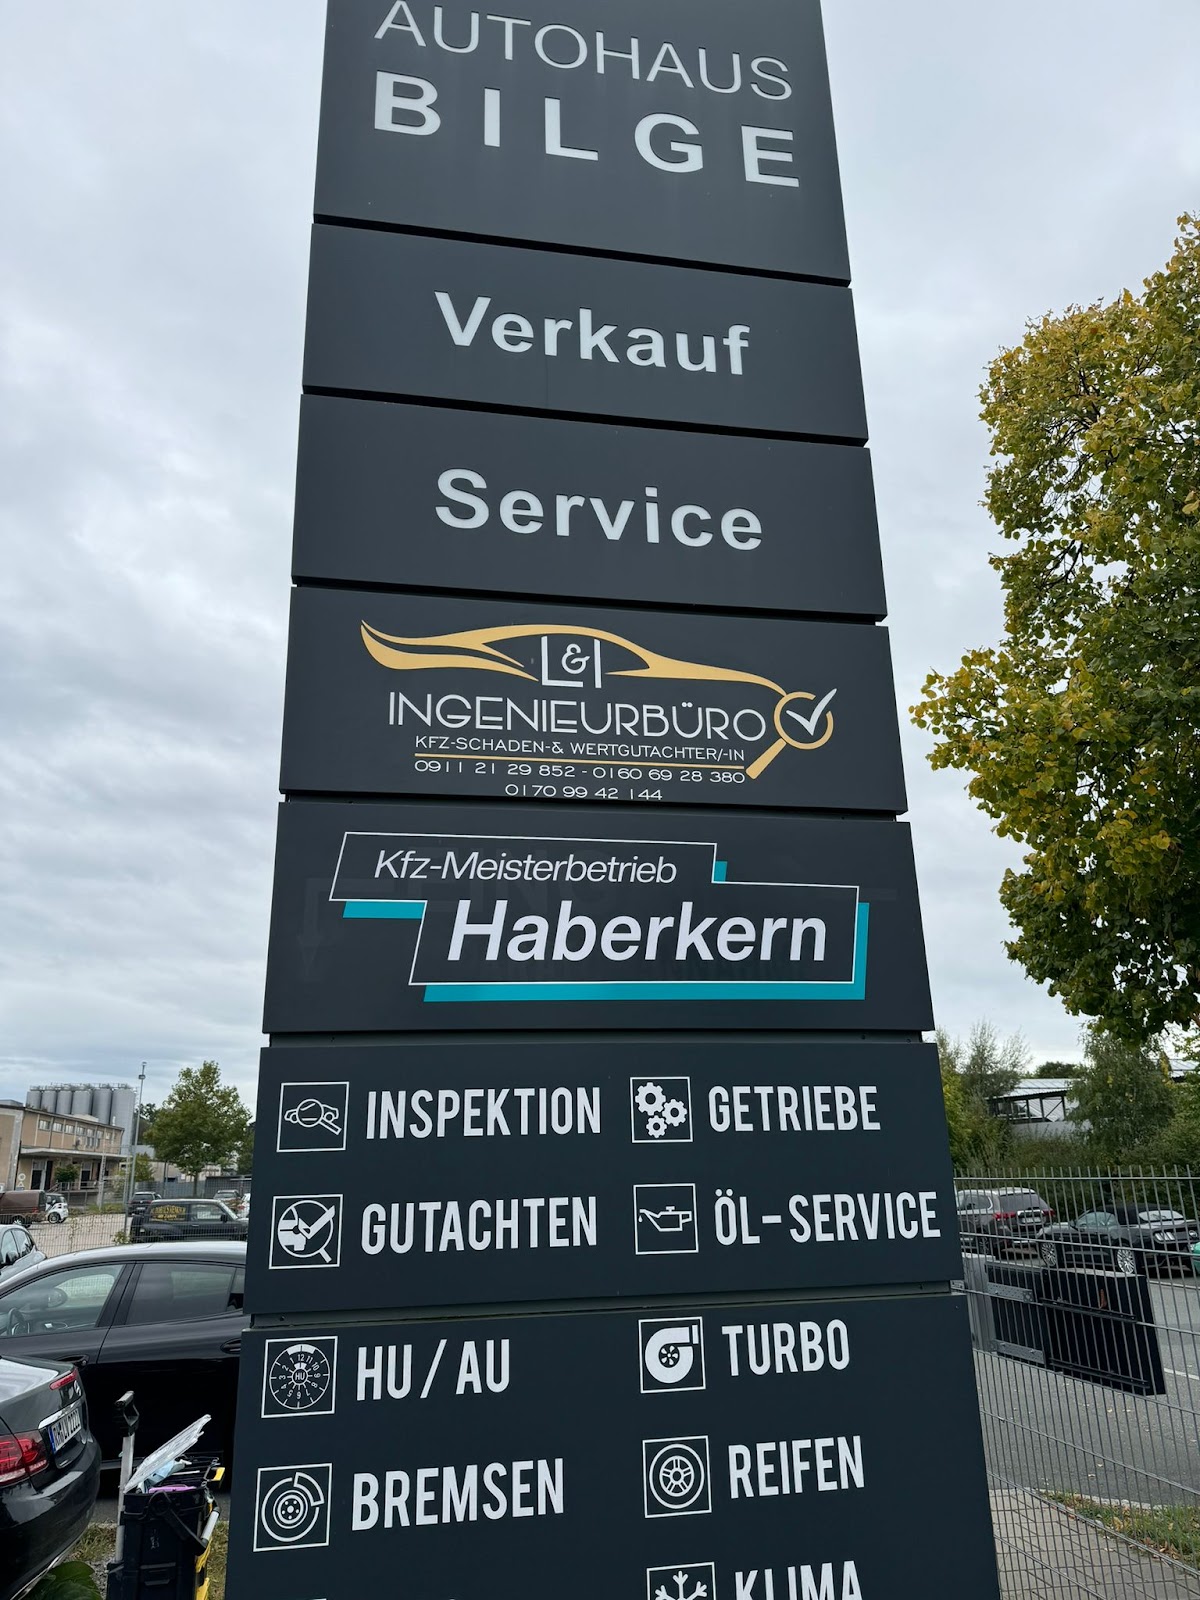 AUTOHAUS
BILGE
Verkauf
Service
L&I
INGENIEURBÜRO
KFZ-SCHADEN-& WERTGUTACHTER/-IN
0911 21 29 852 - 0160 69 28 380
0170 99 42 144
Kfz-Meisterbetrieb
Haberkern
INSPEKTION
GETRIEBE
GUTACHTEN
ÖL-SERVICE
HU / AU
TURBO
BREMSEN
REIFEN
KLIMA